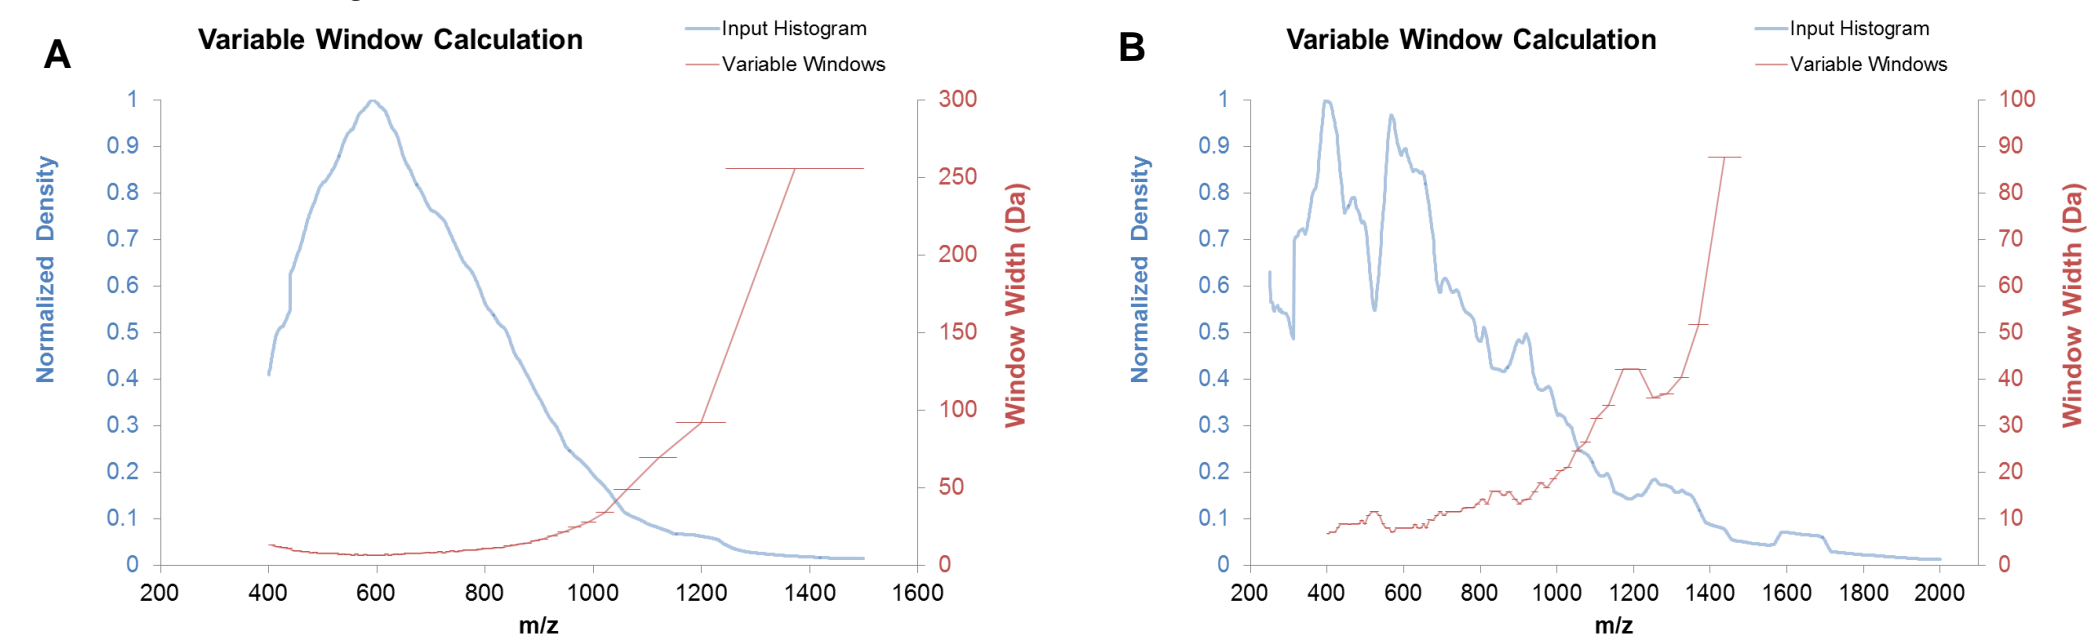 A
Variable Window Calculation
Input Histogram
Variable Windows
Normalized Density
1
0.9
0.8
0.7
0.6
0.5
0.4
0.3
0.2
0.1
0
300
250
200
150
100
50
0
Window Width (Da)
200 400 600 800 1000 1200 1400 1600
m/z
B
Variable Window Calculation
Input Histogram
Variable Windows
Normalized Density
1
0.9
0.8
0.7
0.6
0.5
0.4
0.3
0.2
0.1
0
100
90
80
70
60
50
40
30
20
10
0
Window Width (Da)
200 400 600 800 1000 1200 1400 1600 1800 2000
m/z